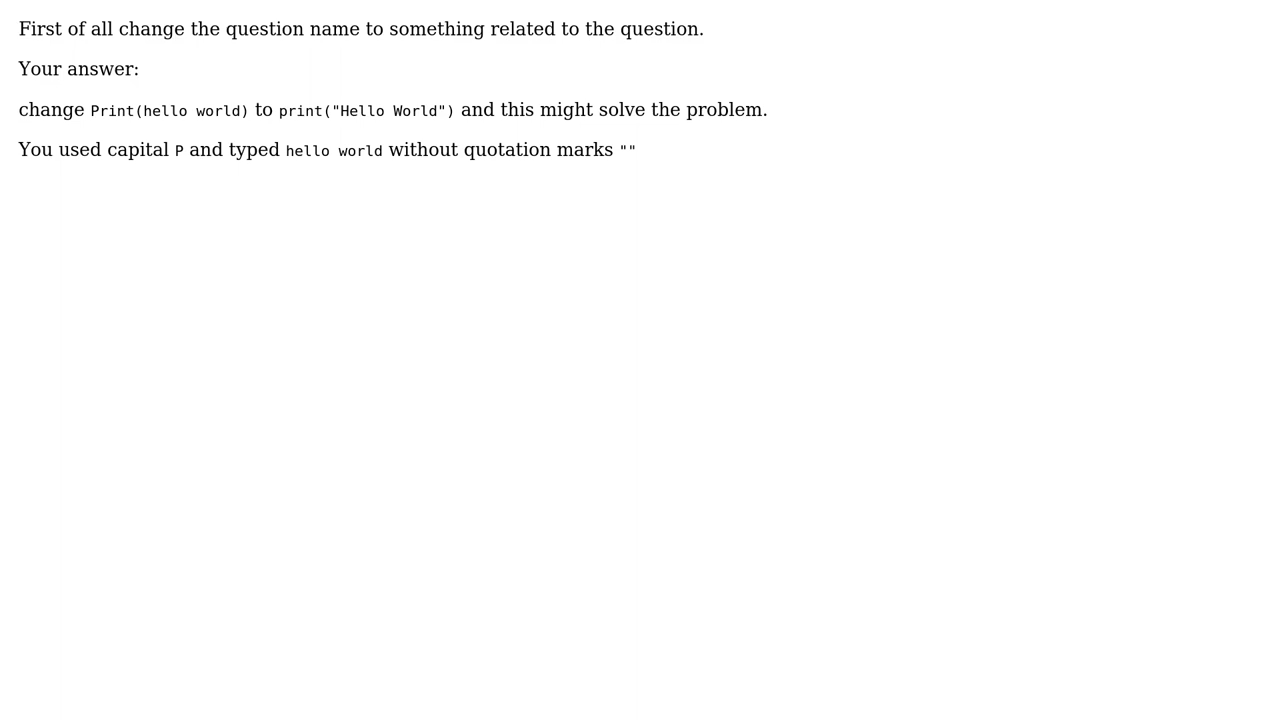 First of all change the question name to something related to the question.
Your answer:
change Print(hello world) to print("Hello World") and this might solve the problem.
You used capital P and typed hello world without quotation marks ""